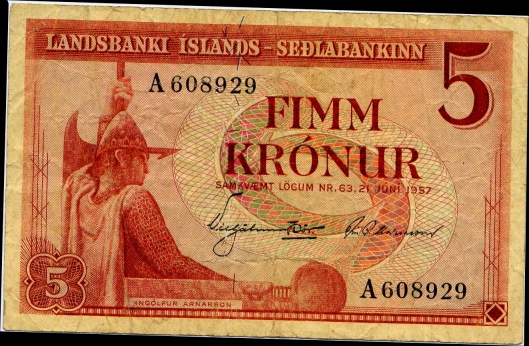 LANDSBANKI ÍSLANDS - SEÐLABANKINN
5
A 608929
FIMM
KRÓNUR
SAMKVÆMT LÖGUM NR. 63, 21. JÚNÍ 1957
A 608929
5
INGÓLFUR ARNARSON